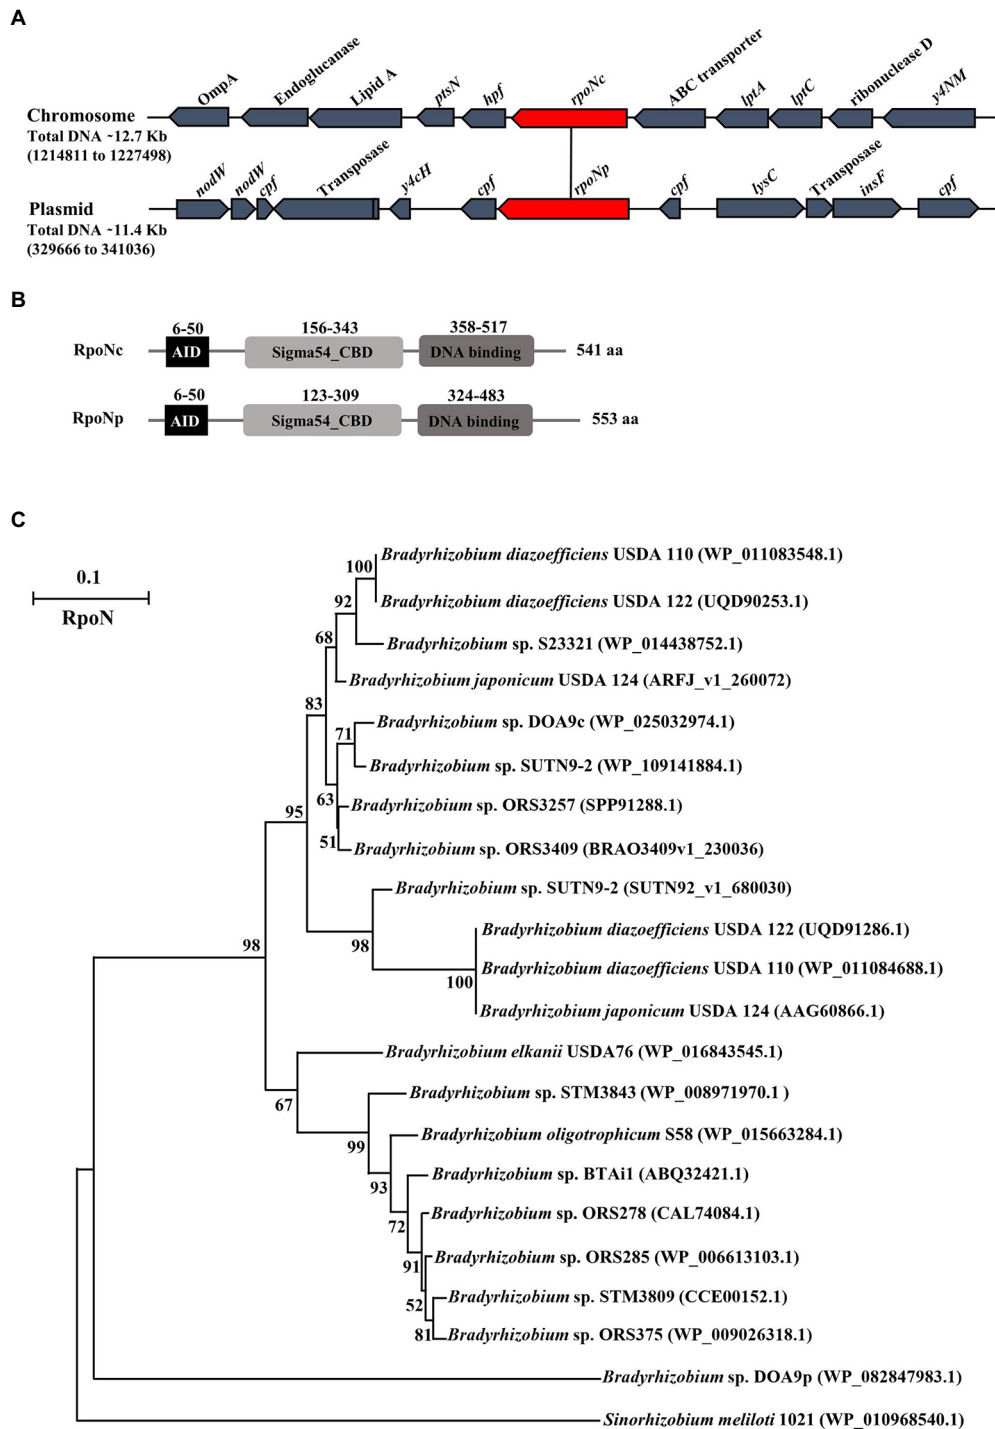 A
OmpA
Endoglucanase
Lipid A
ptsN
hpf
rpoNc
ABC transporter
lptA
lptC
ribonuclease D
y4NM
Chromosome
Total DNA ~12.7 Kb
(1214811 to 1227498)
nodW
nodW
cpf
Transposase
y4cH
cpf
rpoNp
cpf
lysC
Transposase
insF
cpf
Plasmid
Total DNA ~11.4 Kb
(329666 to 341036)
B
6-50 156-343 358-517
RpoNc AID Sigma54_CBD DNA binding 541 aa
6-50 123-309 324-483
RpoNp AID Sigma54_CBD DNA binding 553 aa
C
0.1
RpoN
Bradyrhizobium diazoefficiens USDA 110 (WP_011083548.1)
100
Bradyrhizobium diazoefficiens USDA 122 (UQD90253.1)
92
Bradyrhizobium sp. S23321 (WP_014438752.1)
68
Bradyrhizobium japonicum USDA 124 (ARFJ_v1_260072)
83
Bradyrhizobium sp. DOA9c (WP_025032974.1)
71
Bradyrhizobium sp. SUTN9-2 (WP_109141884.1)
63
Bradyrhizobium sp. ORS3257 (SPP91288.1)
95
51
Bradyrhizobium sp. ORS3409 (BRAO3409v1_230036)
Bradyrhizobium sp. SUTN9-2 (SUTN92_v1_680030)
Bradyrhizobium diazoefficiens USDA 122 (UQD91286.1)
98
98
Bradyrhizobium diazoefficiens USDA 110 (WP_011084688.1)
100
Bradyrhizobium japonicum USDA 124 (AAG60866.1)
Bradyrhizobium elkanii USDA76 (WP_016843545.1)
67
Bradyrhizobium sp. STM3843 (WP_008971970.1 )
99
Bradyrhizobium oligotrophicum S58 (WP_015663284.1)
93
Bradyrhizobium sp. BTAi1 (ABQ32421.1)
72
Bradyrhizobium sp. ORS278 (CAL74084.1)
91
Bradyrhizobium sp. ORS285 (WP_006613103.1)
52
Bradyrhizobium sp. STM3809 (CCE00152.1)
81
Bradyrhizobium sp. ORS375 (WP_009026318.1)
Bradyrhizobium sp. DOA9p (WP_082847983.1)
Sinorhizobium meliloti 1021 (WP_010968540.1)